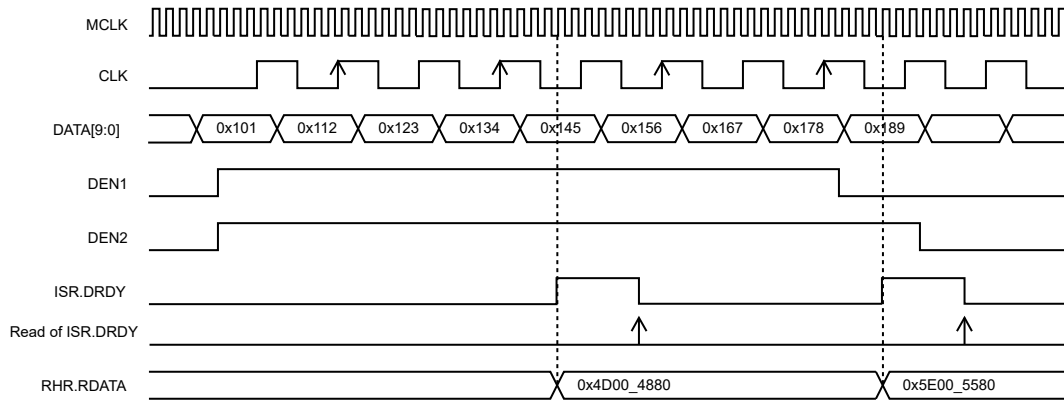 MCLK
CLK
DATA[9:0] 0x101 0x112 0x123 0x134 0x145 0x156 0x167 0x178 0x189
DEN1
DEN2
ISR.DRDY
Read of ISR.DRDY
RHR.RDATA 0x4D00_4880 0x5E00_5580